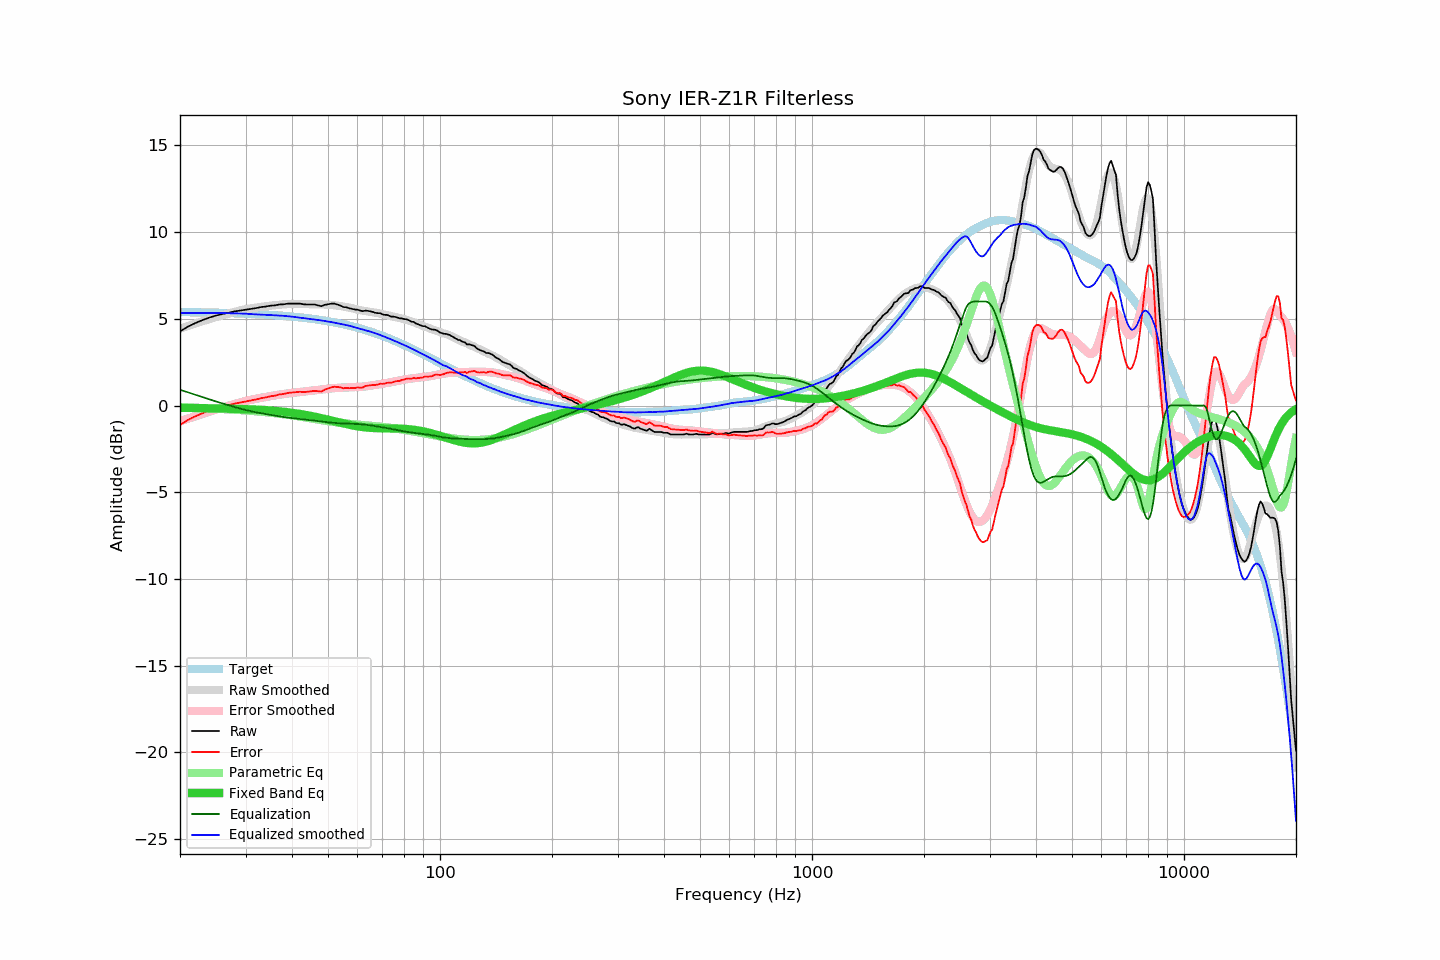 Sony IER-Z1R Filterless
15
10
5
0
−5
−10
−15
−20
−25
Amplitude (dBr)
Target
Raw Smoothed
Error Smoothed
Raw
Error
Parametric Eq
Fixed Band Eq
Equalization
Equalized smoothed
100
1000
10000
Frequency (Hz)